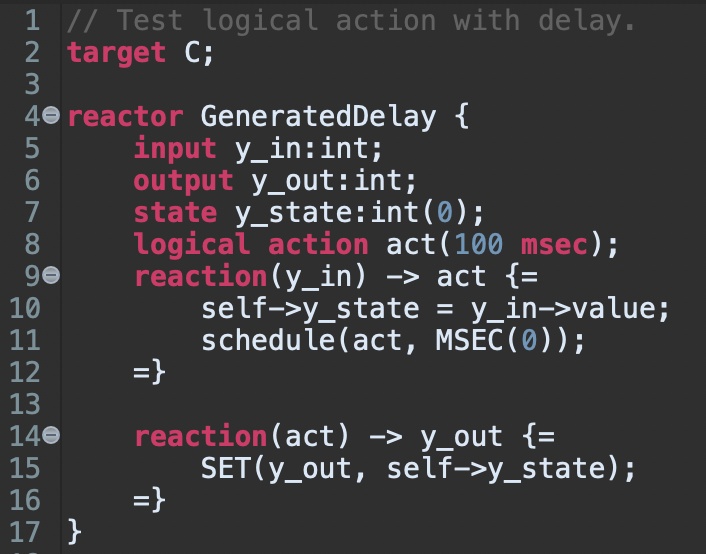 1 // Test logical action with delay.
2 target C;
3
4 reactor GeneratedDelay {
5     input y_in:int;
6     output y_out:int;
7     state y_state:int(0);
8     logical action act(100 msec);
9     reaction(y_in) -> act {=
10         self->y_state = y_in->value;
11         schedule(act, MSEC(0));
12     =}
13
14     reaction(act) -> y_out {=
15         SET(y_out, self->y_state);
16     =}
17 }